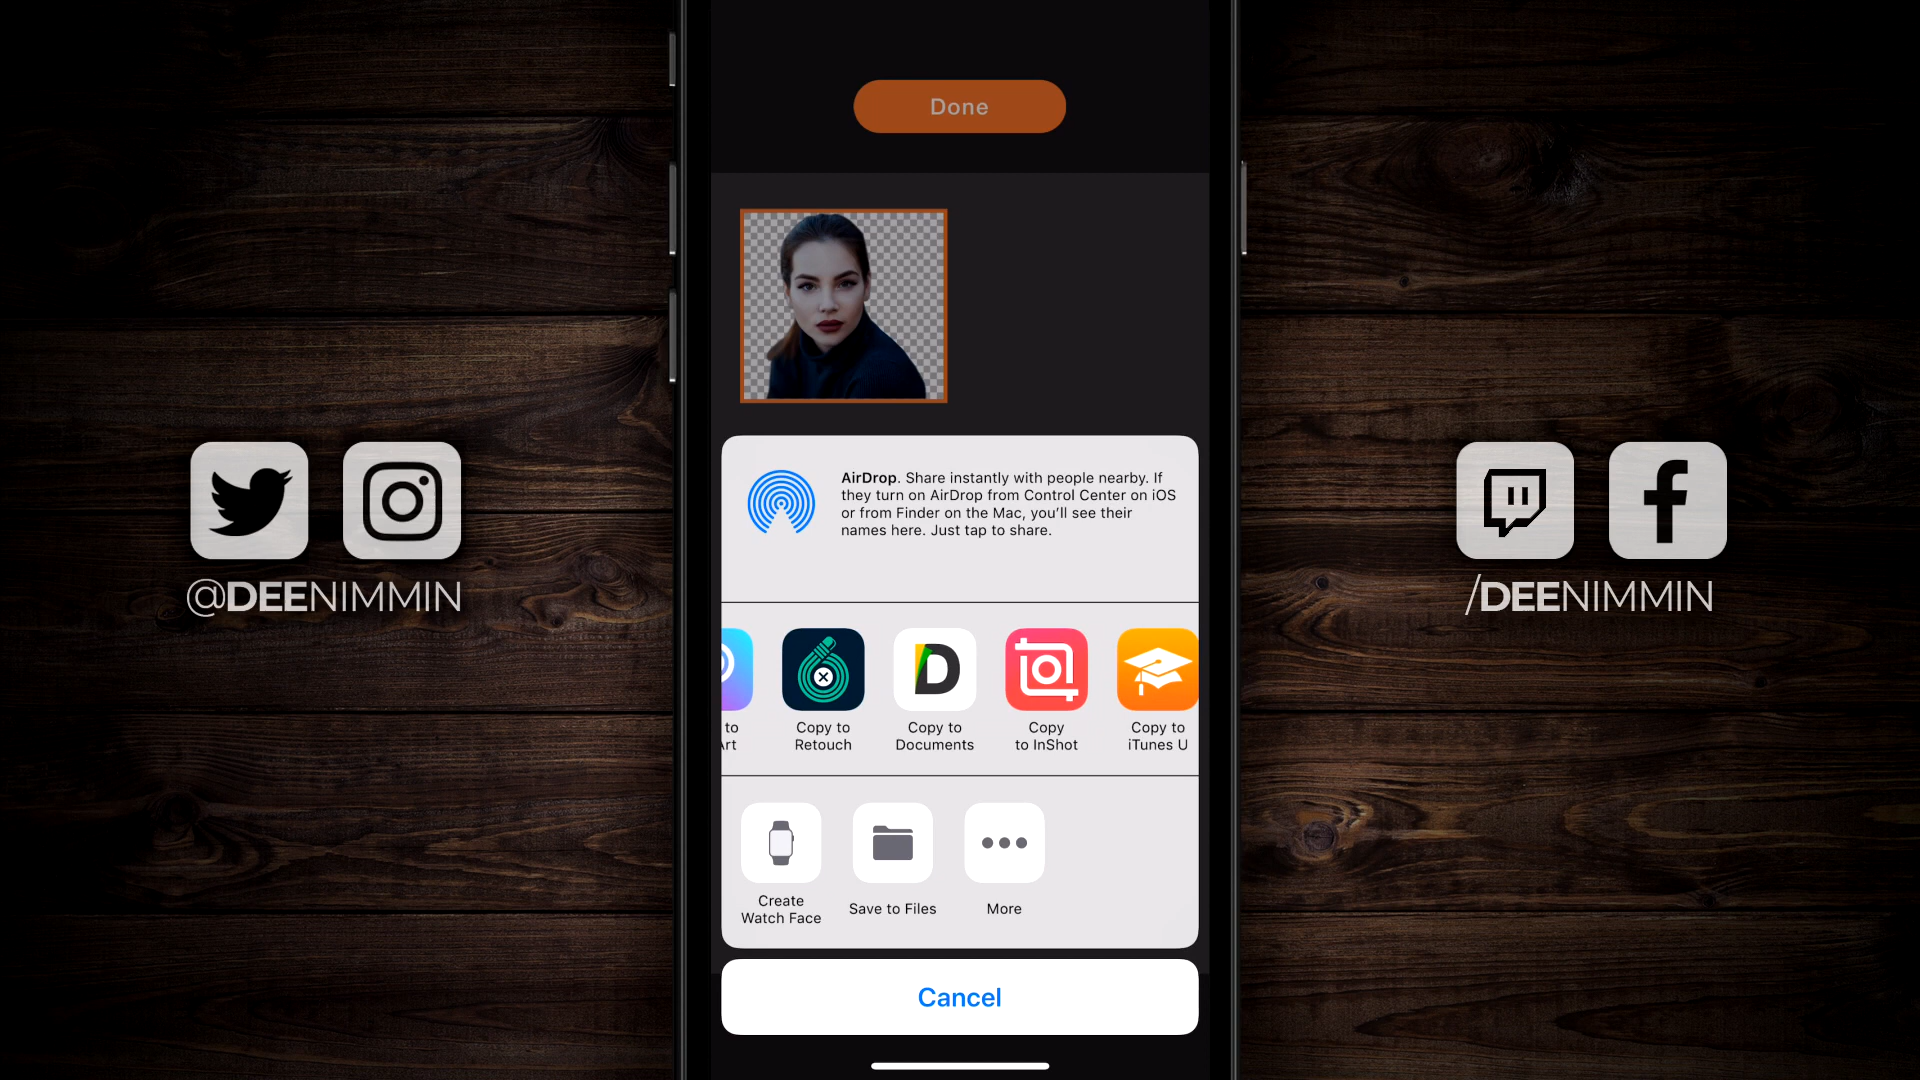 Done
AirDrop. Share instantly with people nearby. If
they turn on AirDrop from Control Center on iOS
or from Finder on the Mac, you'll see their
names here. Just tap to share.
@DEENIMMIN
/DEENIMMIN
to
Copy to
Retouch
Copy to
Documents
Copy
to InShot
Copy to
iTunes U
Create
Watch Face
Save to Files
More
Cancel